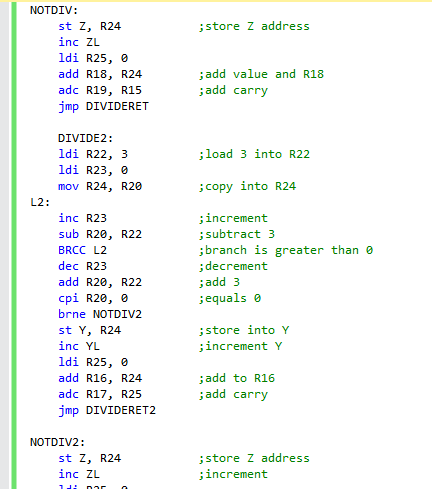 NOTDIV:
st Z, R24 ;store Z address
inc ZL
ldi R25, 0
add R18, R24 ;add value and R18
adc R19, R15 ;add carry
jmp DIVIDERET
DIVIDE2:
ldi R22, 3 ;load 3 into R22
ldi R23, 0
mov R24, R20 ;copy into R24
L2:
inc R23 ;increment
sub R20, R22 ;subtract 3
BRCC L2 ;branch is greater than 0
dec R23 ;decrement
add R20, R22 ;add 3
cpi R20, 0 ;equals 0
brne NOTDIV2
st Y, R24 ;store into Y
inc YL ;increment Y
ldi R25, 0
add R16, R24 ;add to R16
adc R17, R25 ;add carry
jmp DIVIDERET2
NOTDIV2:
st Z, R24 ;store Z address
inc ZL ;increment
ldi R25, 0